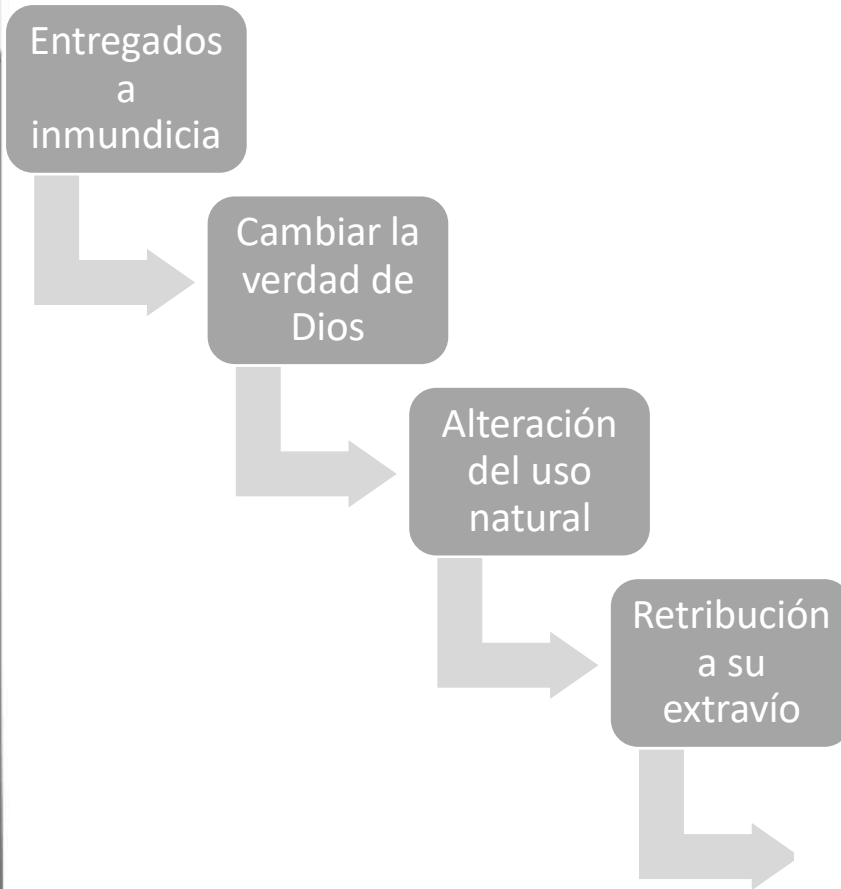 Entregados
a
inmundicia
Cambiar la
verdad de
Dios
Alteración
del uso
natural
Retribución
a su
extravío